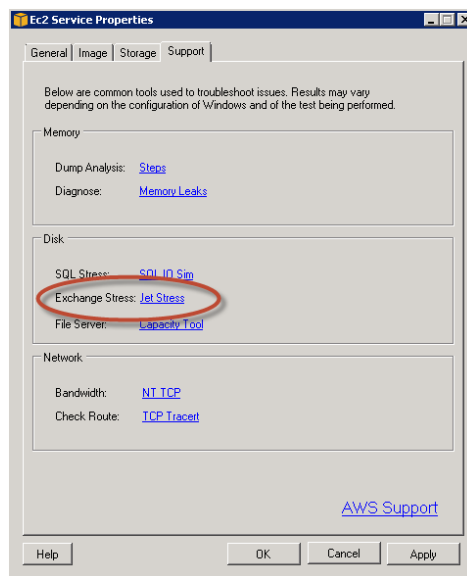 Ec2 Service Properties
General Image Storage Support
Below are common tools used to troubleshoot issues. Results may vary
depending on the configuration of Windows and of the test being performed.
Memory
Dump Analysis: Steps
Diagnose: Memory Leaks
Disk
SQL Stress: SQL IO Sim
Exchange Stress: Jet Stress
File Server: Capacity Tool
Network
Bandwidth: NT TCP
Check Route: TCP Tracert
AWS Support
Help OK Cancel Apply